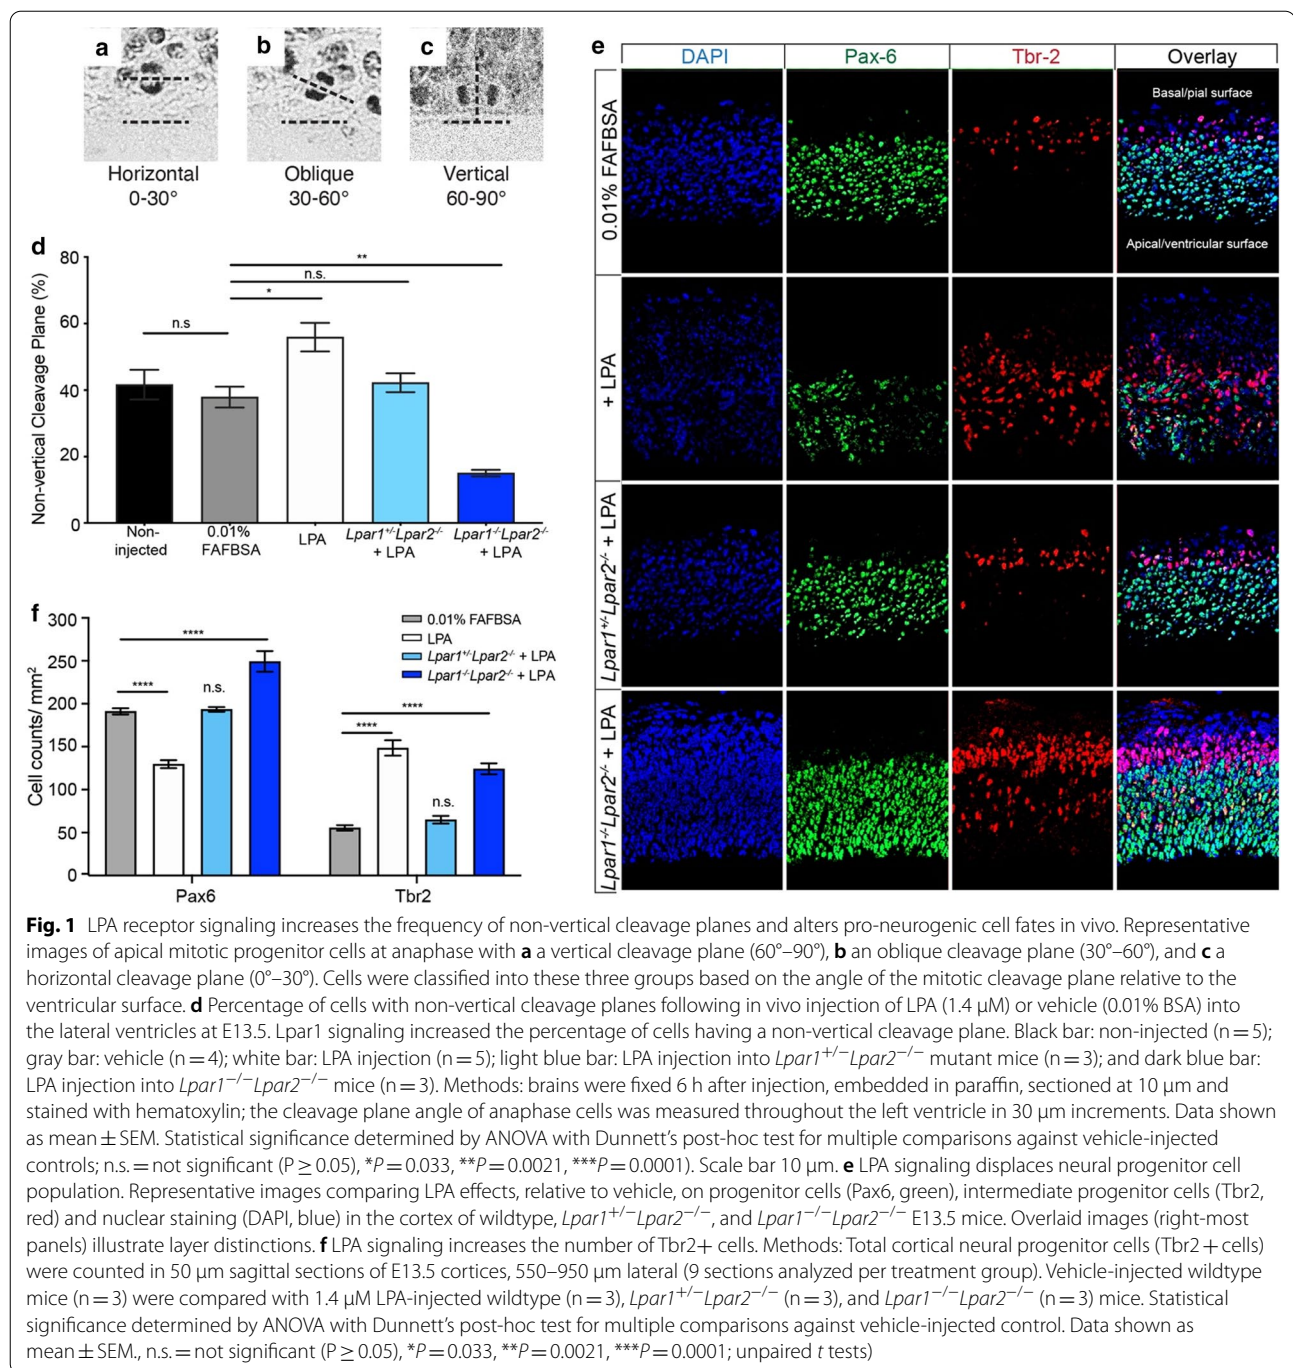 a
b
c
Horizontal
0-30°
Oblique
30-60°
Vertical
60-90°
d
Non-vertical Cleavage Plane (%)
80
60
40
20
0
n.s
*
n.s.
**
Non-
injected
0.01%
FAFBSA
LPA
Lpar1+/-Lpar2-/-
+ LPA
Lpar1-/-Lpar2-/-
+ LPA
e
DAPI
Pax-6
Tbr-2
Overlay
0.01% FAFBSA
Basal/pial surface
Apical/ventricular surface
+ LPA
Lpar1+/-Lpar2-/- + LPA
Lpar1-/-Lpar2-/- + LPA
f
Cell counts/ mm²
300
250
200
150
100
50
0
****
****
n.s.
****
****
n.s.
0.01% FAFBSA
LPA
Lpar1+/-Lpar2-/- + LPA
Lpar1-/-Lpar2-/- + LPA
Pax6
Tbr2
Fig. 1 LPA receptor signaling increases the frequency of non-vertical cleavage planes and alters pro-neurogenic cell fates in vivo. Representative
images of apical mitotic progenitor cells at anaphase with a a vertical cleavage plane (60°–90°), b an oblique cleavage plane (30°–60°), and c a
horizontal cleavage plane (0°–30°). Cells were classified into these three groups based on the angle of the mitotic cleavage plane relative to the
ventricular surface. d Percentage of cells with non-vertical cleavage planes following in vivo injection of LPA (1.4 μM) or vehicle (0.01% BSA) into
the lateral ventricles at E13.5. Lpar1 signaling increased the percentage of cells having a non-vertical cleavage plane. Black bar: non-injected (n = 5);
gray bar: vehicle (n = 4); white bar: LPA injection (n = 5); light blue bar: LPA injection into Lpar1+/−Lpar2−/− mutant mice (n = 3); and dark blue bar:
LPA injection into Lpar1−/−Lpar2−/− mice (n = 3). Methods: brains were fixed 6 h after injection, embedded in paraffin, sectioned at 10 μm and
stained with hematoxylin; the cleavage plane angle of anaphase cells was measured throughout the left ventricle in 30 μm increments. Data shown
as mean ± SEM. Statistical significance determined by ANOVA with Dunnett's post-hoc test for multiple comparisons against vehicle-injected
controls; n.s. = not significant (P ≥ 0.05), *P = 0.033, **P = 0.0021, ***P = 0.0001). Scale bar 10 μm. e LPA signaling displaces neural progenitor cell
population. Representative images comparing LPA effects, relative to vehicle, on progenitor cells (Pax6, green), intermediate progenitor cells (Tbr2,
red) and nuclear staining (DAPI, blue) in the cortex of wildtype, Lpar1+/−Lpar2−/−, and Lpar1−/−Lpar2−/− E13.5 mice. Overlaid images (right-most
panels) illustrate layer distinctions. f LPA signaling increases the number of Tbr2+ cells. Methods: Total cortical neural progenitor cells (Tbr2 + cells)
were counted in 50 μm sagittal sections of E13.5 cortices, 550–950 μm lateral (9 sections analyzed per treatment group). Vehicle-injected wildtype
mice (n = 3) were compared with 1.4 μM LPA-injected wildtype (n = 3), Lpar1+/−Lpar2−/− (n = 3), and Lpar1−/−Lpar2−/− (n = 3) mice. Statistical
significance determined by ANOVA with Dunnett's post-hoc test for multiple comparisons against vehicle-injected control. Data shown as
mean ± SEM., n.s. = not significant (P ≥ 0.05), *P = 0.033, **P = 0.0021, ***P = 0.0001; unpaired t tests)